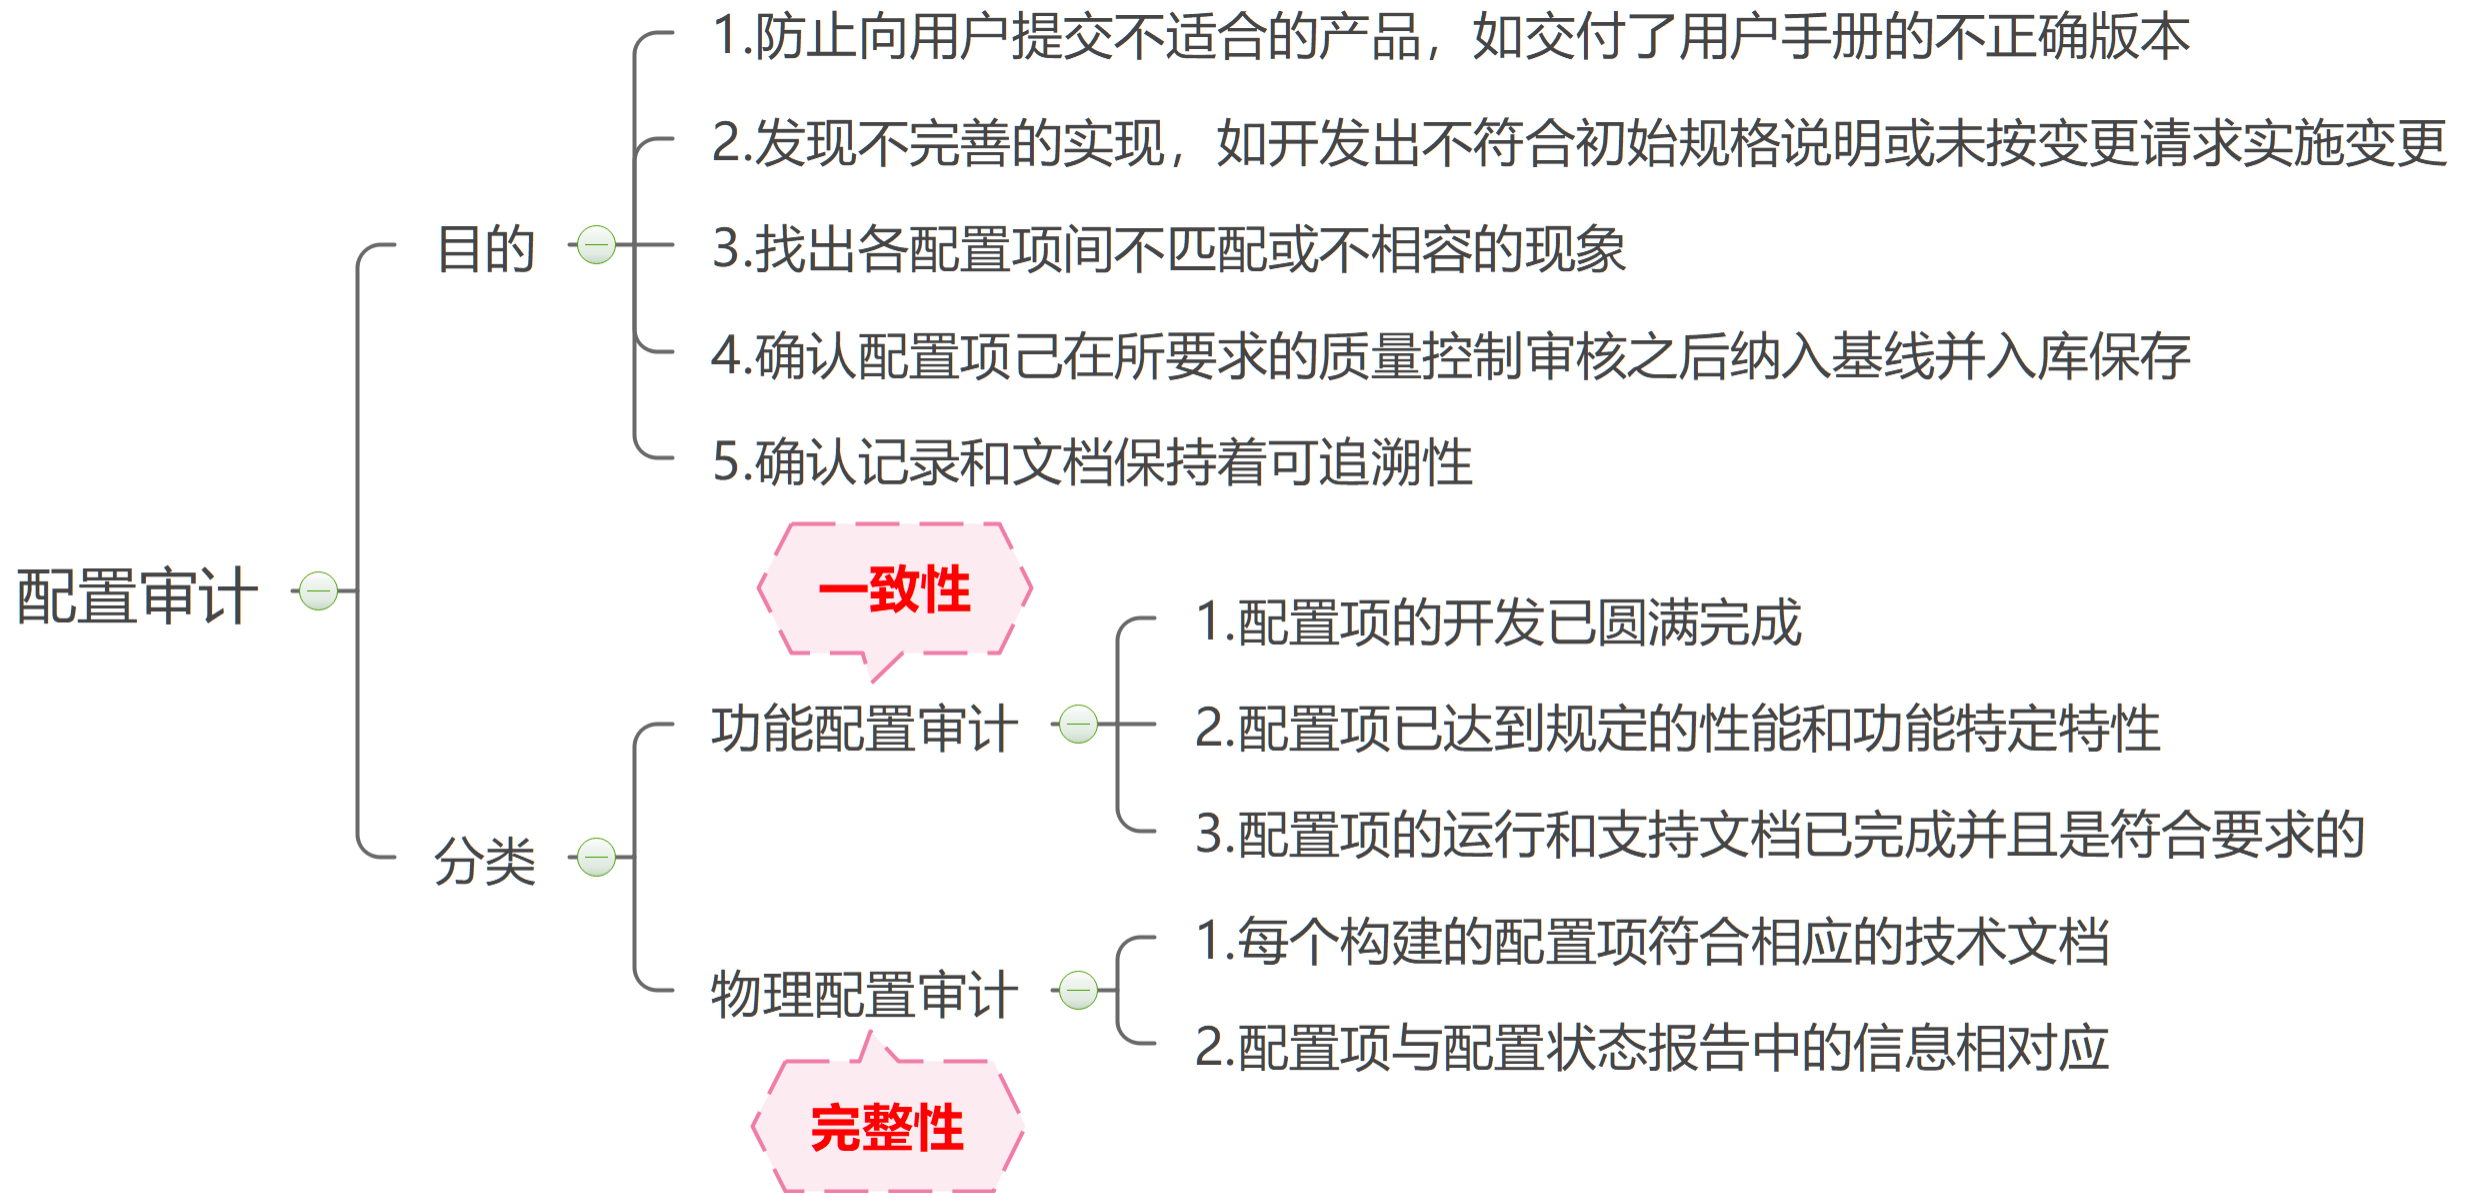 1.防止向用户提交不适合的产品，如交付了用户手册的不正确版本
2.发现不完善的实现，如开发出不符合初始规格说明或未按变更请求实施变更
目的
3.找出各配置项间不匹配或不相容的现象
4.确认配置项己在所要求的质量控制审核之后纳入基线并入库保存
5.确认记录和文档保持着可追溯性
配置审计
一致性
1.配置项的开发已圆满完成
功能配置审计
2.配置项已达到规定的性能和功能特定特性
3.配置项的运行和支持文档已完成并且是符合要求的
分类
1.每个构建的配置项符合相应的技术文档
物理配置审计
2.配置项与配置状态报告中的信息相对应
完整性